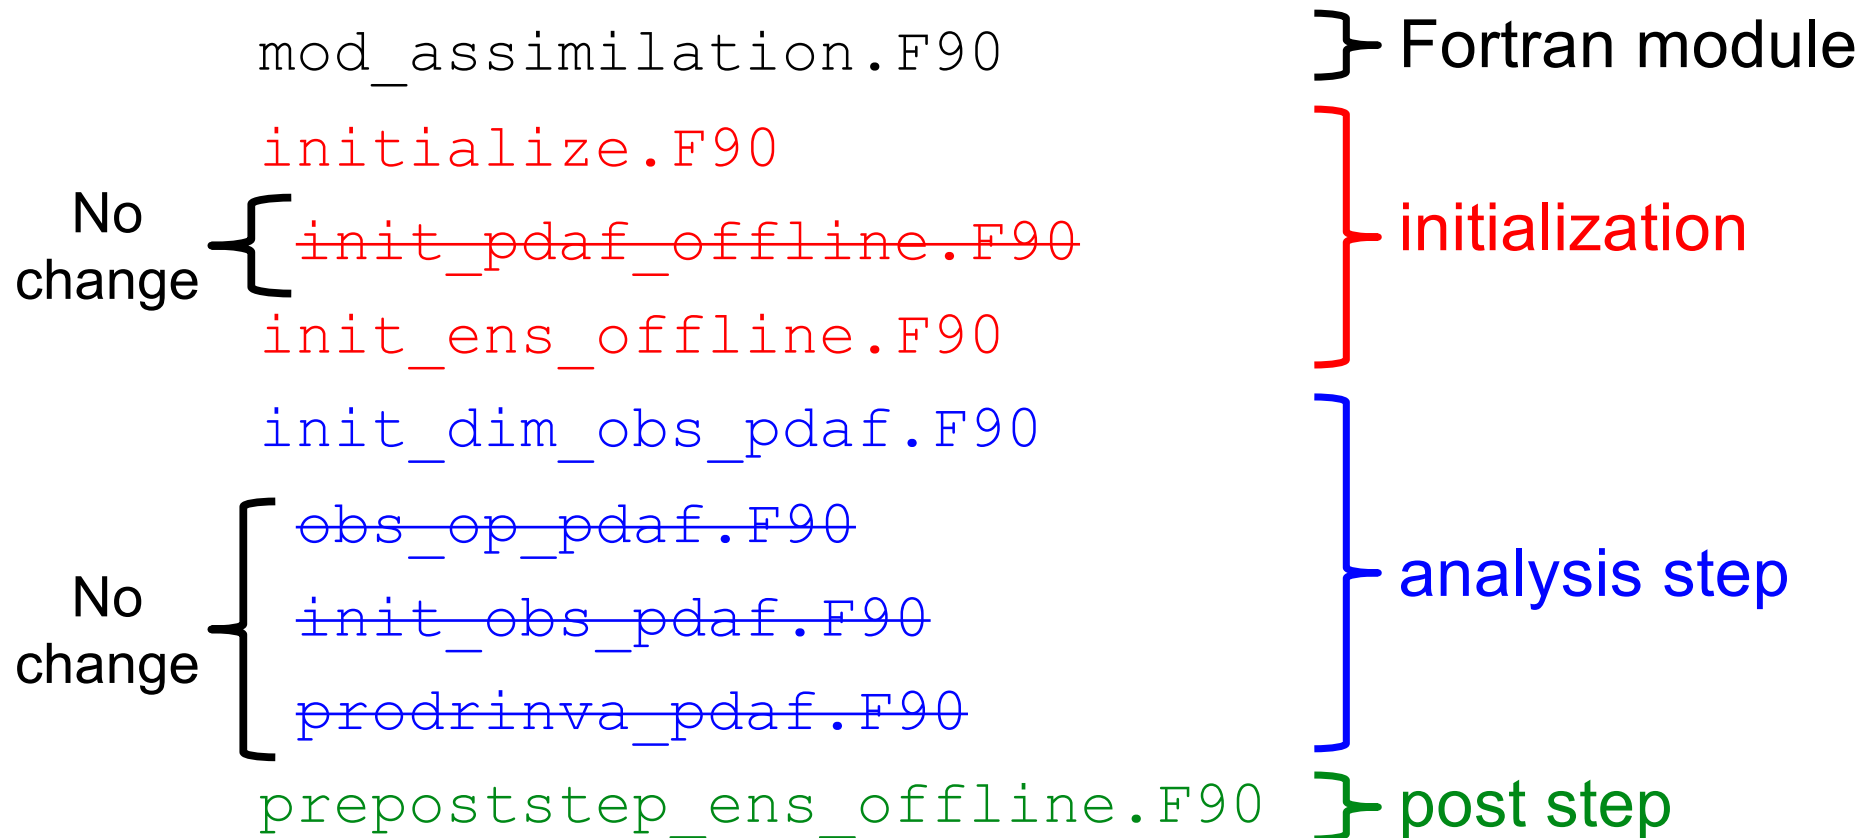 mod_assimilation.F90 Fortran module
initialize.F90
No
change
init_pdaf_offline.F90
initialization
init_ens_offline.F90
init_dim_obs_pdaf.F90
obs_op_pdaf.F90
No
change
init_obs_pdaf.F90
analysis step
prodrinva_pdaf.F90
prepoststep_ens_offline.F90 post step